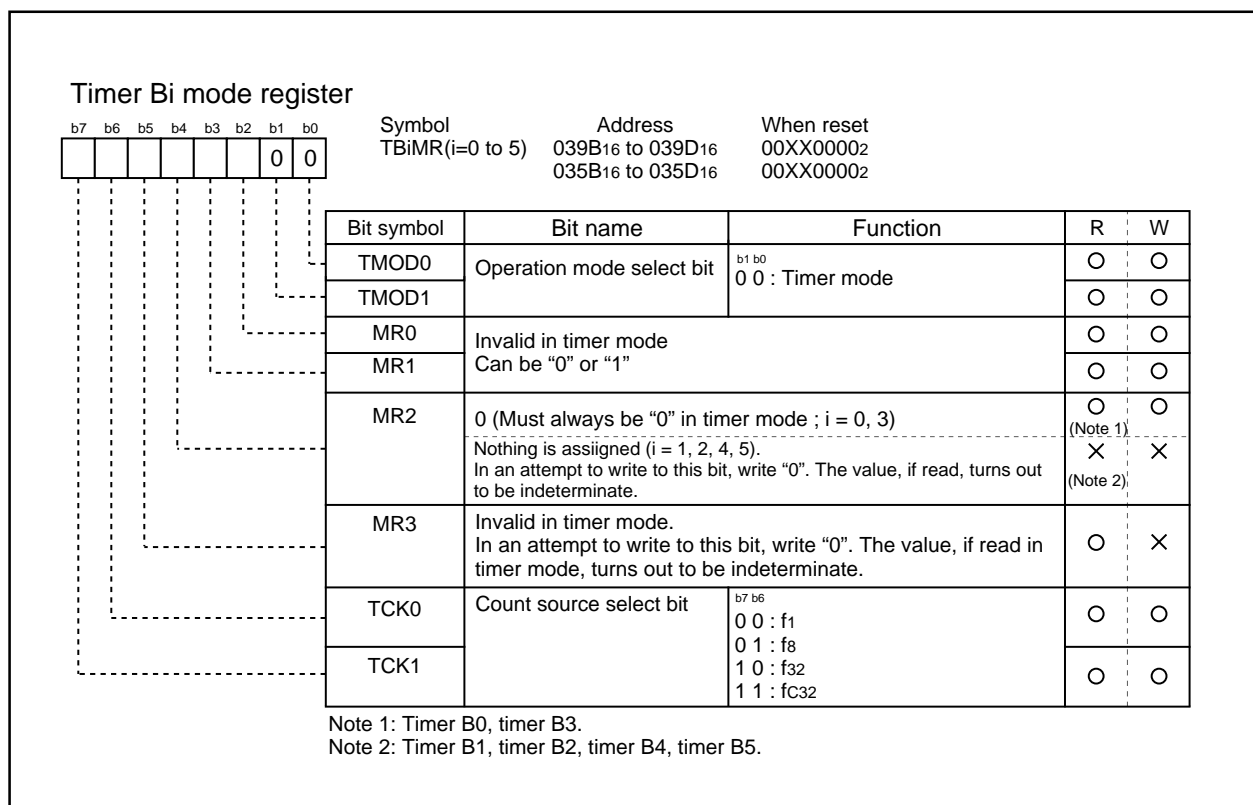 Timer Bi mode register
b7 b6 b5 b4 b3 b2 b1 b0
0 0
Symbol Address When reset
TBiMR(i=0 to 5) 039B16 to 039D16 00XX00002
035B16 to 035D16 00XX00002
Bit symbol Bit name Function R W
TMOD0 Operation mode select bit b1 b0
0 0 : Timer mode
TMOD1
MR0 Invalid in timer mode
MR1 Can be “0” or “1”
MR2 0 (Must always be “0” in timer mode ; i = 0, 3)
(Note 1)
Nothing is assiigned (i = 1, 2, 4, 5).
In an attempt to write to this bit, write “0”. The value, if read, turns out
to be indeterminate.
(Note 2)
MR3 Invalid in timer mode.
In an attempt to write to this bit, write “0”. The value, if read in
timer mode, turns out to be indeterminate.
TCK0 Count source select bit b7 b6
0 0 : f1
0 1 : f8
TCK1 1 0 : f32
1 1 : fC32
Note 1: Timer B0, timer B3.
Note 2: Timer B1, timer B2, timer B4, timer B5.